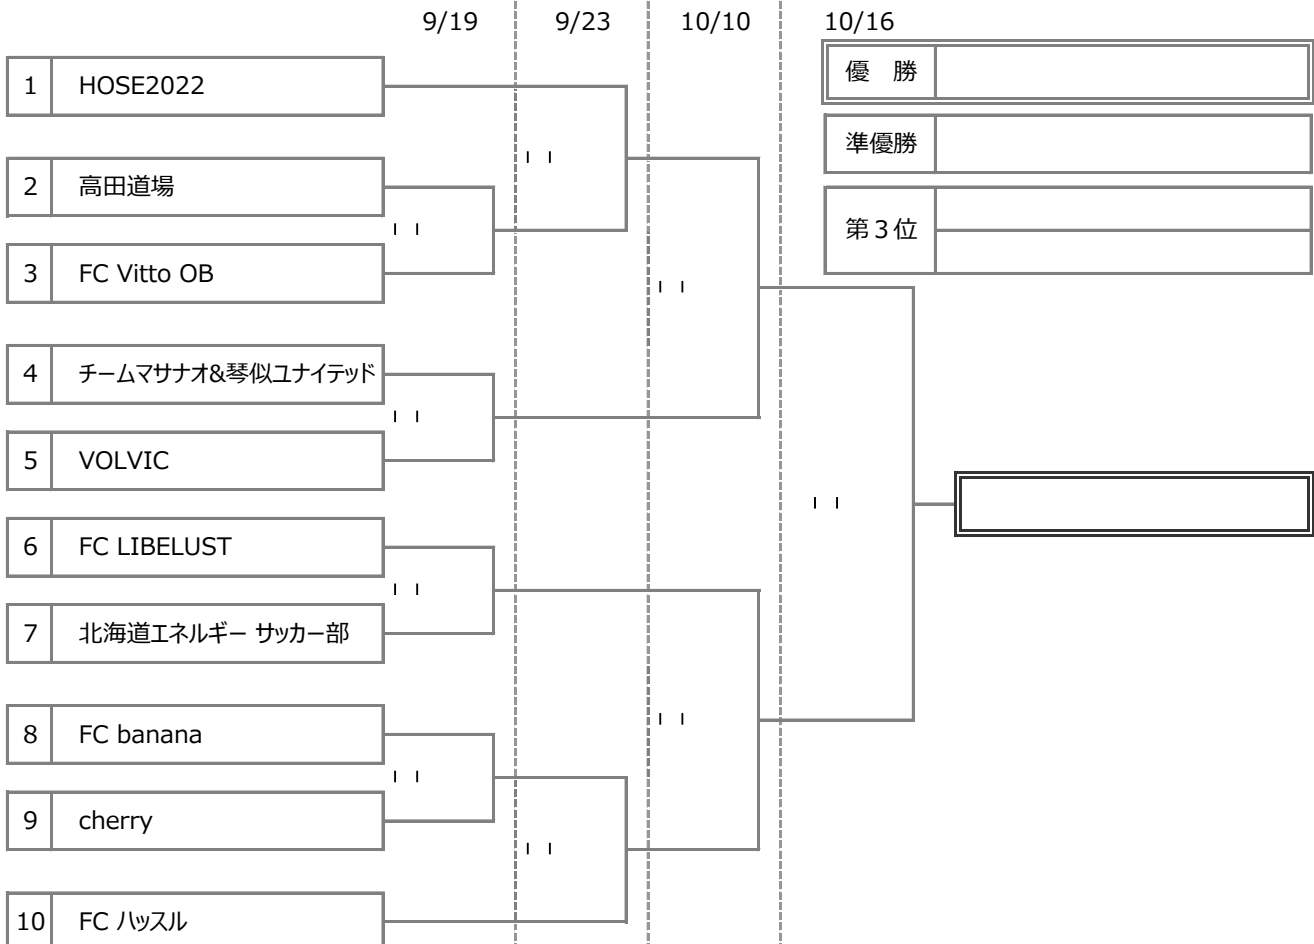 9/19 9/23 10/10 10/16
優　勝
1 HOSE2022
準優勝
2 高田道場
第３位
3 FC Vitto OB
4 チームマサナオ&琴似ユナイテッド
5 VOLVIC
6 FC LIBELUST
7 北海道エネルギー サッカー部
8 FC banana
9 cherry
10 FC ハッスル